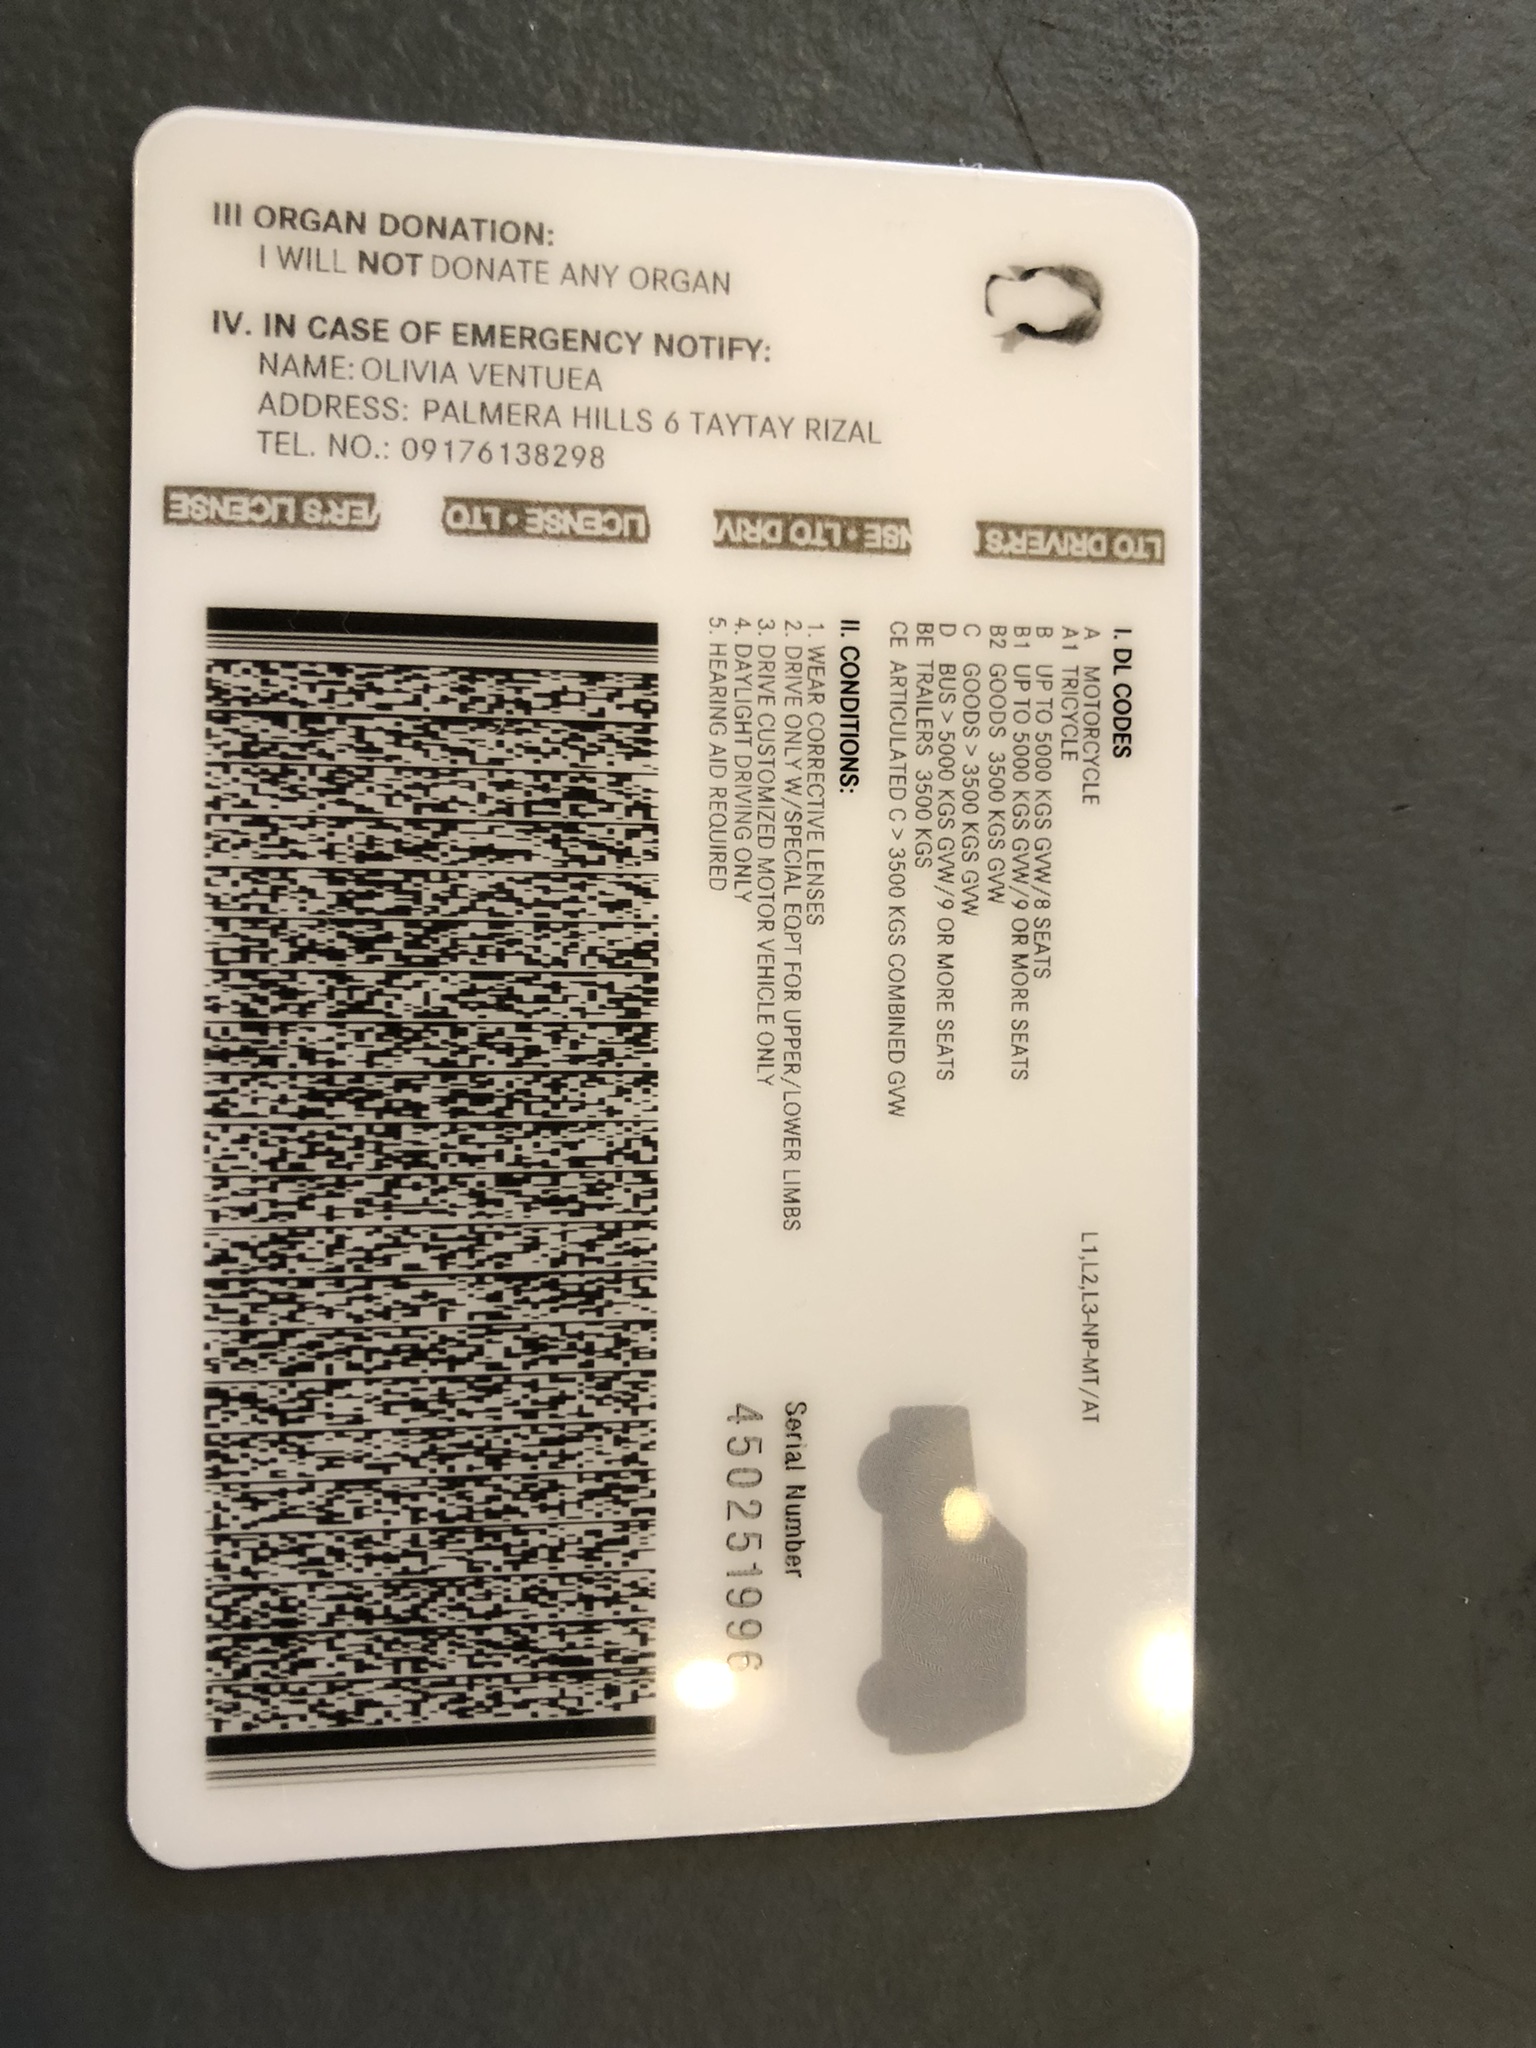 III ORGAN DONATION:
I WILL NOT DONATE ANY ORGAN
IV. IN CASE OF EMERGENCY NOTIFY:
NAME: OLIVIA VENTUEA
ADDRESS: PALMERA HILLS 6 TAYTAY RIZAL
TEL. NO.: 09176138298
LTO DRIVER'S
NSE • LTO DRIV
LICENSE • LTO
VER'S LICENSE
I. DL CODES
A MOTORCYCLE
A1 TRICYCLE
B UP TO 5000 KGS GVW/8 SEATS
B1 UP TO 5000 KGS GVW/9 OR MORE SEATS
B2 GOODS 3500 KGS GVW
C GOODS > 3500 KGS GVW
D BUS > 5000 KGS GVW/9 OR MORE SEATS
BE TRAILERS 3500 KGS
CE ARTICULATED C > 3500 KGS COMBINED GVW
L1,L2,L3-NP-MT/AT
II. CONDITIONS:
1. WEAR CORRECTIVE LENSES
2. DRIVE ONLY W/SPECIAL EQPT FOR UPPER/LOWER LIMBS
3. DRIVE CUSTOMIZED MOTOR VEHICLE ONLY
4. DAYLIGHT DRIVING ONLY
5. HEARING AID REQUIRED
Serial Number
450251996